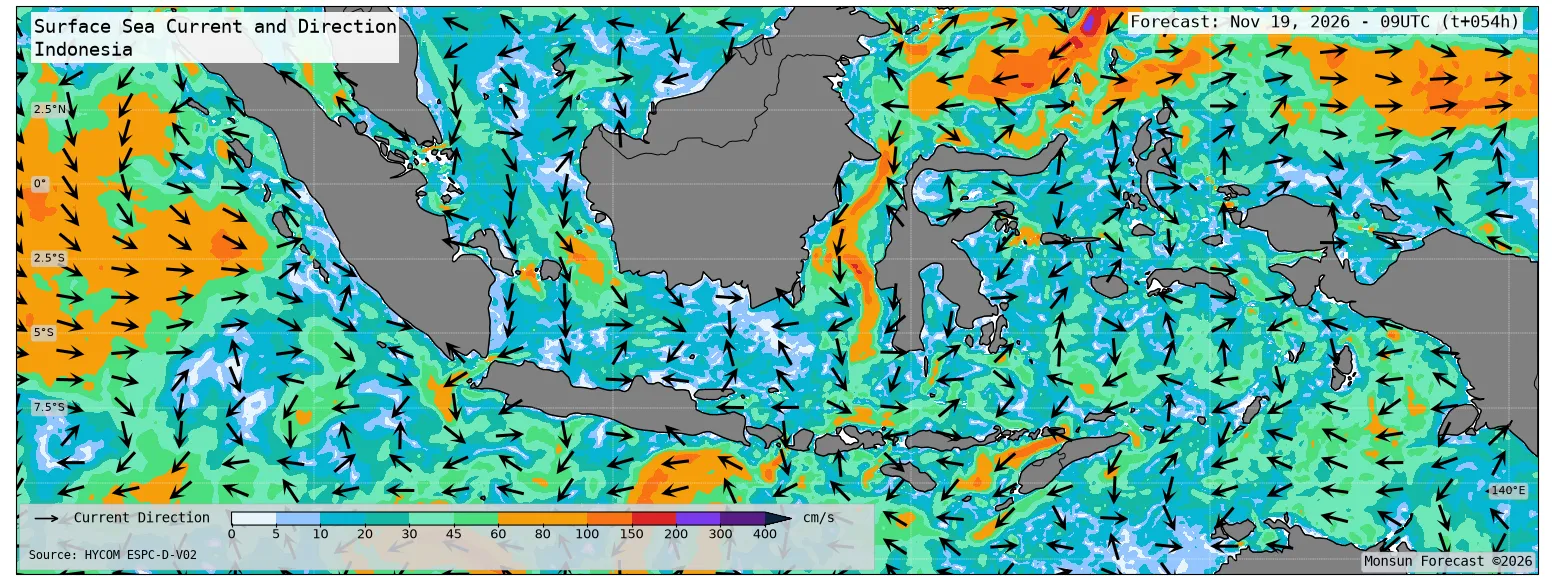 Surface Sea Current and Direction
Indonesia
Forecast: Nov 19, 2026 - 09UTC (t+054h)
2.5°N
0°
2.5°S
5°S
7.5°S
140°E
Current Direction
0 5 10 20 30 45 60 80 100 150 200 300 400 cm/s
Source: HYCOM ESPC-D-V02
Monsun Forecast ©2026